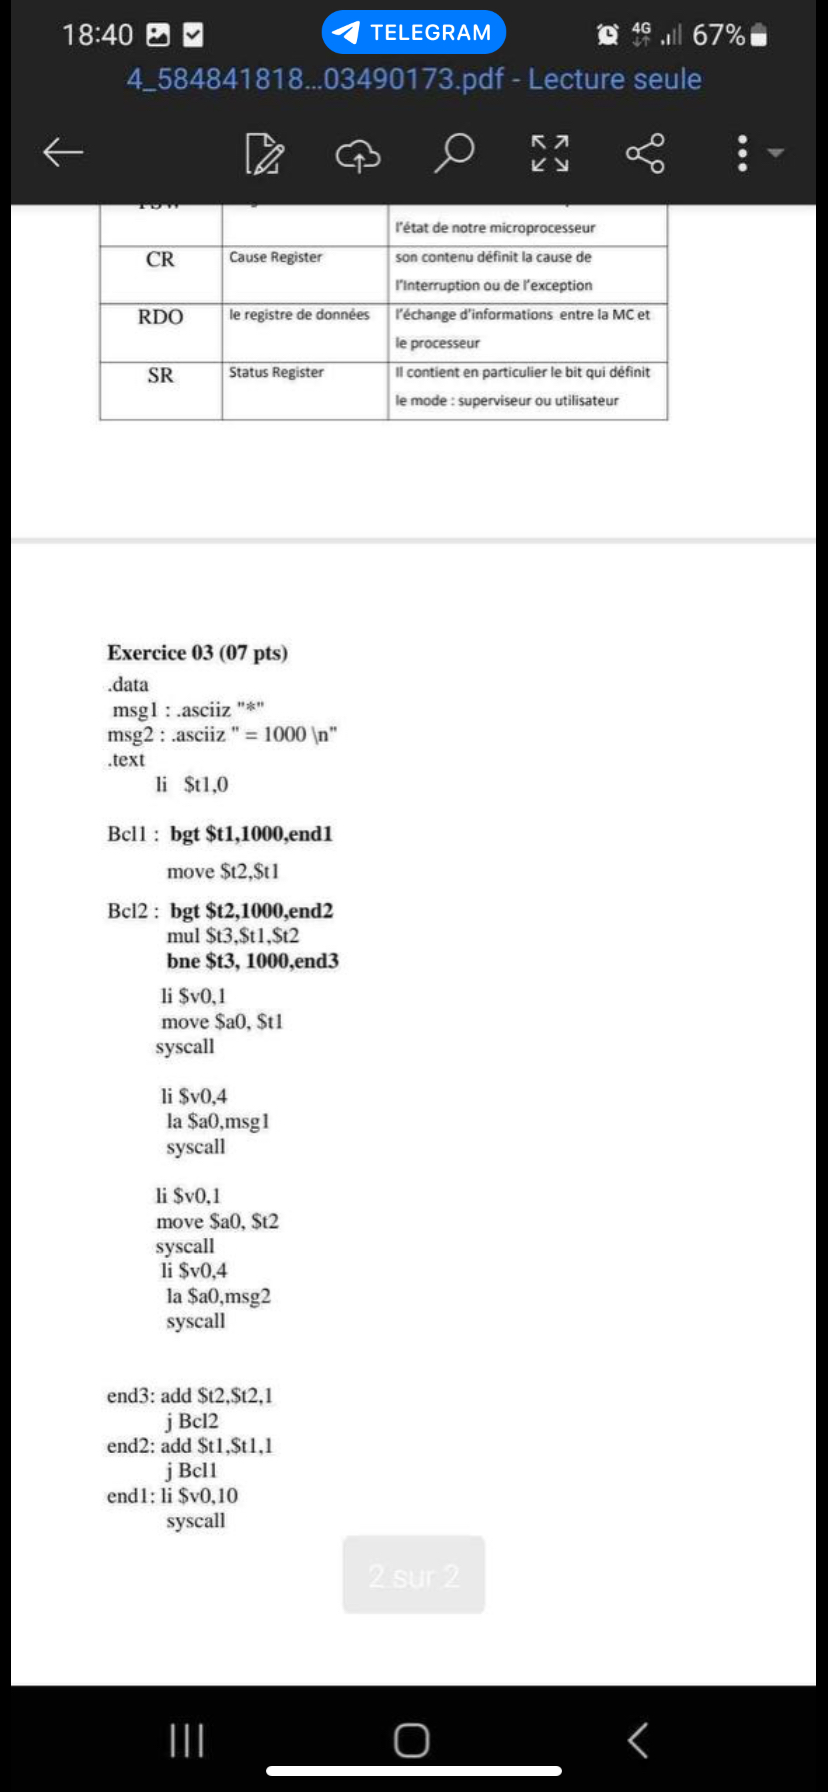 18:40
TELEGRAM
4G
67%
4_584841818...03490173.pdf - Lecture seule
l'état de notre microprocesseur
CR
Cause Register
son contenu définit la cause de
l'Interruption ou de l'exception
RDO
le registre de données
l'échange d'informations entre la MC et
le processeur
SR
Status Register
Il contient en particulier le bit qui définit
le mode : superviseur ou utilisateur
Exercice 03 (07 pts)
.data
msg1 : .asciiz "*"
msg2 : .asciiz " = 1000 \n"
.text
li $t1,0
Bcl1 : bgt $t1,1000,end1
move $t2,$t1
Bcl2 : bgt $t2,1000,end2
mul $t3,$t1,$t2
bne $t3, 1000,end3
li $v0,1
move $a0, $t1
syscall
li $v0,4
la $a0,msg1
syscall
li $v0,1
move $a0, $t2
syscall
li $v0,4
la $a0,msg2
syscall
end3: add $t2,$t2,1
j Bcl2
end2: add $t1,$t1,1
j Bcl1
end1: li $v0,10
syscall
2 sur 2